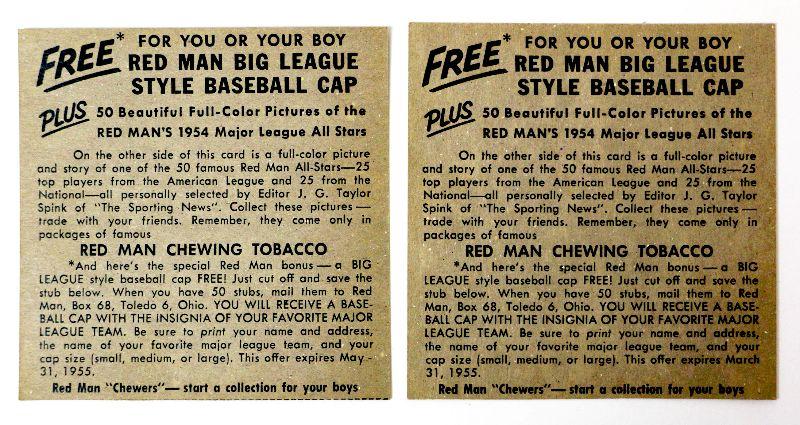 FREE* FOR YOU OR YOUR BOY
RED MAN BIG LEAGUE
STYLE BASEBALL CAP
PLUS 50 Beautiful Full-Color Pictures of the
RED MAN'S 1954 Major League All Stars
On the other side of this card is a full-color picture
and story of one of the 50 famous Red Man All-Stars—25
top players from the American League and 25 from the
National—all personally selected by Editor J. G. Taylor
Spink of "The Sporting News". Collect these pictures—
trade with your friends. Remember, they come only in
packages of famous
RED MAN CHEWING TOBACCO
*And here's the special Red Man bonus—a BIG
LEAGUE style baseball cap FREE! Just cut off and save the
stub below. When you have 50 stubs, mail them to Red
Man, Box 68, Toledo 6, Ohio. YOU WILL RECEIVE A BASE-
BALL CAP WITH THE INSIGNIA OF YOUR FAVORITE MAJOR
LEAGUE TEAM. Be sure to print your name and address,
the name of your favorite major league team, and your
cap size (small, medium, or large). This offer expires May
31, 1955.
Red Man "Chewers"—start a collection for your boys
FREE* FOR YOU OR YOUR BOY
RED MAN BIG LEAGUE
STYLE BASEBALL CAP
PLUS 50 Beautiful Full-Color Pictures of the
RED MAN'S 1954 Major League All Stars
On the other side of this card is a full-color picture
and story of one of the 50 famous Red Man All-Stars—25
top players from the American League and 25 from the
National—all personally selected by Editor J. G. Taylor
Spink of "The Sporting News". Collect these pictures—
trade with your friends. Remember, they come only in
packages of famous
RED MAN CHEWING TOBACCO
*And here's the special Red Man bonus—a BIG
LEAGUE style baseball cap FREE! Just cut off and save the
stub below. When you have 50 stubs, mail them to Red
Man, Box 68, Toledo 6, Ohio. YOU WILL RECEIVE A BASE-
BALL CAP WITH THE INSIGNIA OF YOUR FAVORITE MAJOR
LEAGUE TEAM. Be sure to print your name and address,
the name of your favorite major league team, and your
cap size (small, medium, or large). This offer expires March
31, 1955.
Red Man "Chewers"—start a collection for your boys